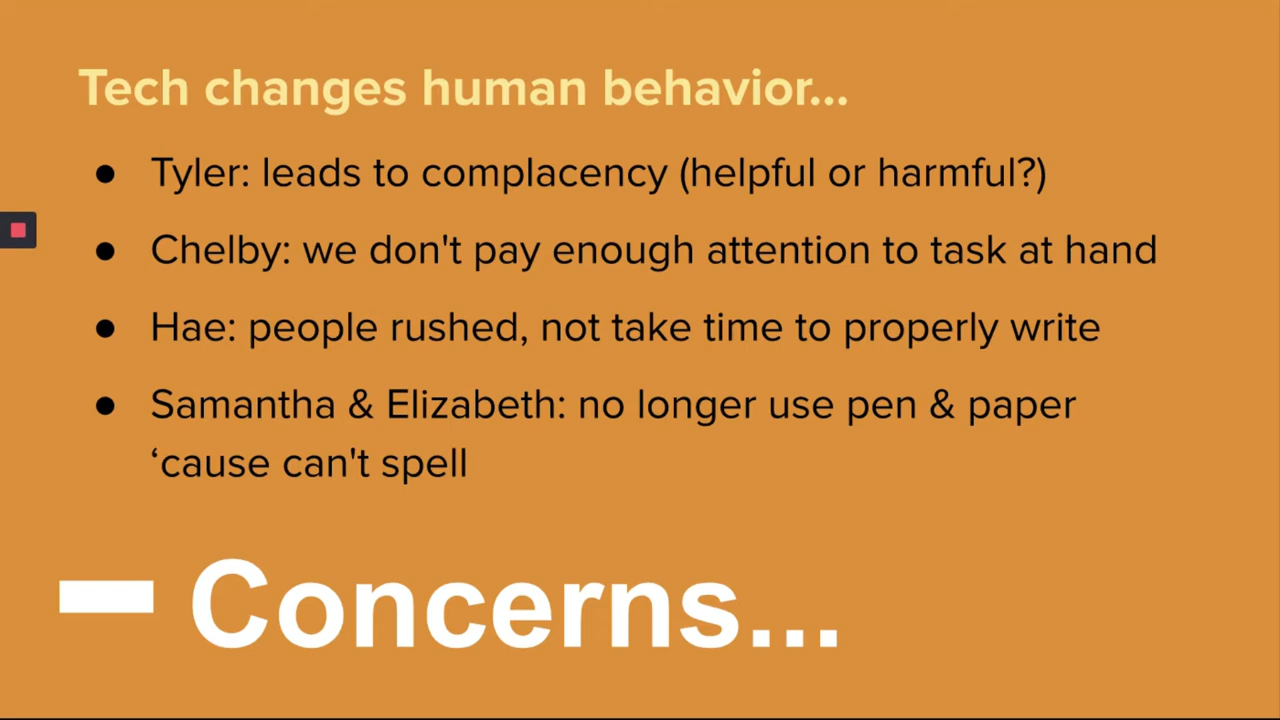 Tech changes human behavior...
● Tyler: leads to complacency (helpful or harmful?)
● Chelby: we don't pay enough attention to task at hand
● Hae: people rushed, not take time to properly write
● Samantha & Elizabeth: no longer use pen & paper
‘cause can't spell
- Concerns...